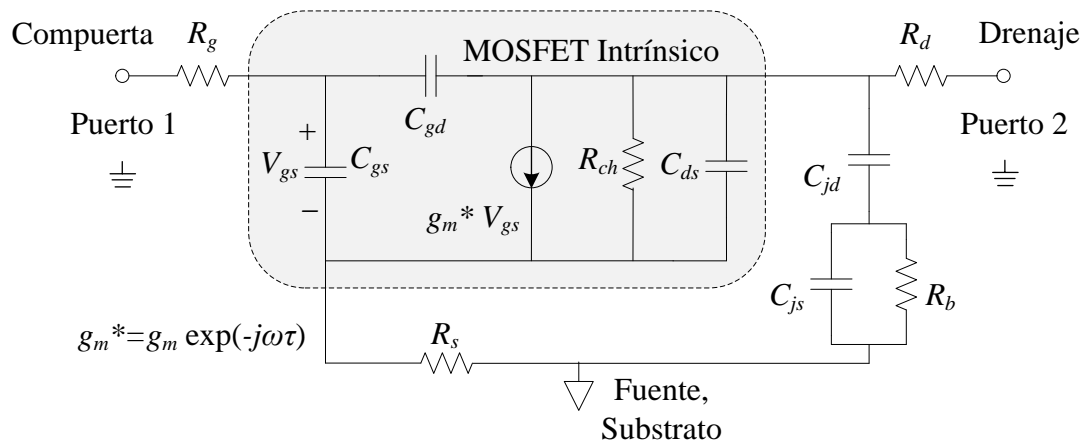 Compuerta
R_g
MOSFET Intrínsico
R_d
Drenaje
Puerto 1
C_gd
Puerto 2
+
V_gs
C_gs
−
R_ch
C_ds
C_jd
g_m* V_gs
C_js
R_b
g_m*=g_m exp(-jωτ)
R_s
Fuente,
Substrato